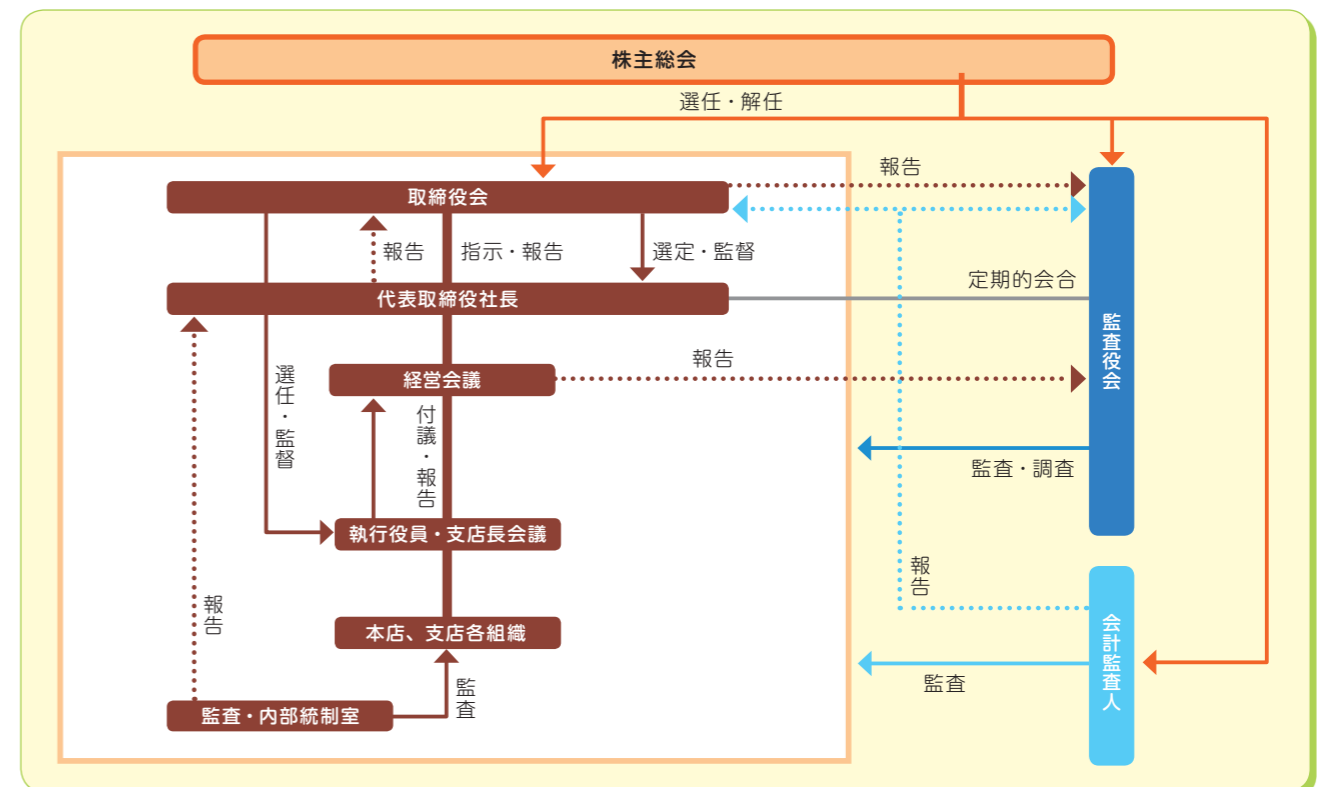 株主総会
選任・解任
報告
取締役会
報告
指示・報告
選定・監督
定期的会合
代表取締役社長
監査役会
報告
経営会議
選任・監督
付議・報告
監査・調査
執行役員・支店長会議
報告
報告
本店、支店各組織
会計監査人
監査
監査
監査・内部統制室